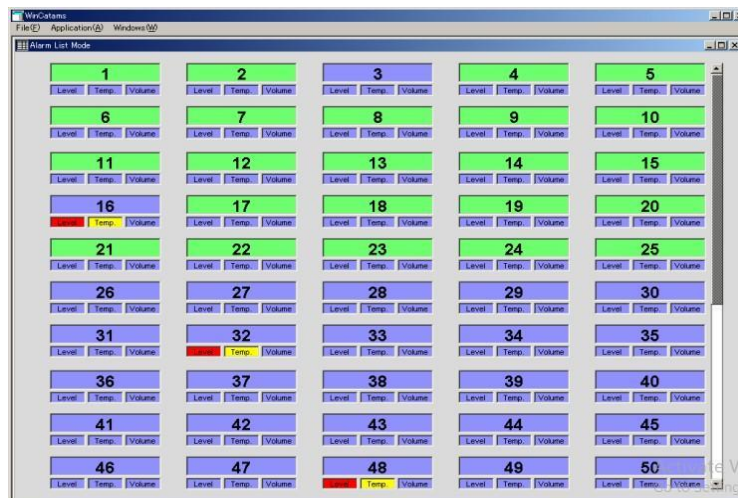 WinCatams
File(F) Application(A) Windows(W)
Alarm List Mode
1 2 3 4 5
Level Temp. Volume Level Temp. Volume Level Temp. Volume Level Temp. Volume Level Temp. Volume
6 7 8 9 10
Level Temp. Volume Level Temp. Volume Level Temp. Volume Level Temp. Volume Level Temp. Volume
11 12 13 14 15
Level Temp. Volume Level Temp. Volume Level Temp. Volume Level Temp. Volume Level Temp. Volume
16 17 18 19 20
Level Temp. Volume Level Temp. Volume Level Temp. Volume Level Temp. Volume Level Temp. Volume
21 22 23 24 25
Level Temp. Volume Level Temp. Volume Level Temp. Volume Level Temp. Volume Level Temp. Volume
26 27 28 29 30
Level Temp. Volume Level Temp. Volume Level Temp. Volume Level Temp. Volume Level Temp. Volume
31 32 33 34 35
Level Temp. Volume Level Temp. Volume Level Temp. Volume Level Temp. Volume Level Temp. Volume
36 37 38 39 40
Level Temp. Volume Level Temp. Volume Level Temp. Volume Level Temp. Volume Level Temp. Volume
41 42 43 44 45
Level Temp. Volume Level Temp. Volume Level Temp. Volume Level Temp. Volume Level Temp. Volume
46 47 48 49 50
Level Temp. Volume Level Temp. Volume Level Temp. Volume Level Temp. Volume Level Temp. Volume